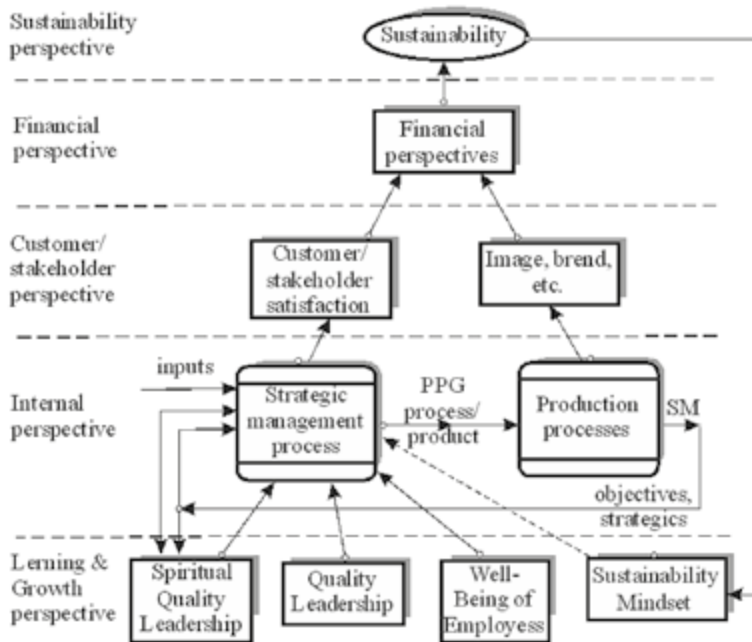 Sustainability
perspective
Sustainability
Financial
perspective
Financial
perspectives
Customer/
stakeholder
perspective
Customer/
stakeholder
satisfaction
Image, brend,
etc.
Internal
perspective
inputs
Strategic
management
process
PPG
process/
product
Production
processes
SM
objectives,
strategics
Lerning &
Growth
perspective
Spiritual
Quality
Leadership
Quality
Leadership
Well-
Being of
Employess
Sustainability
Mindset